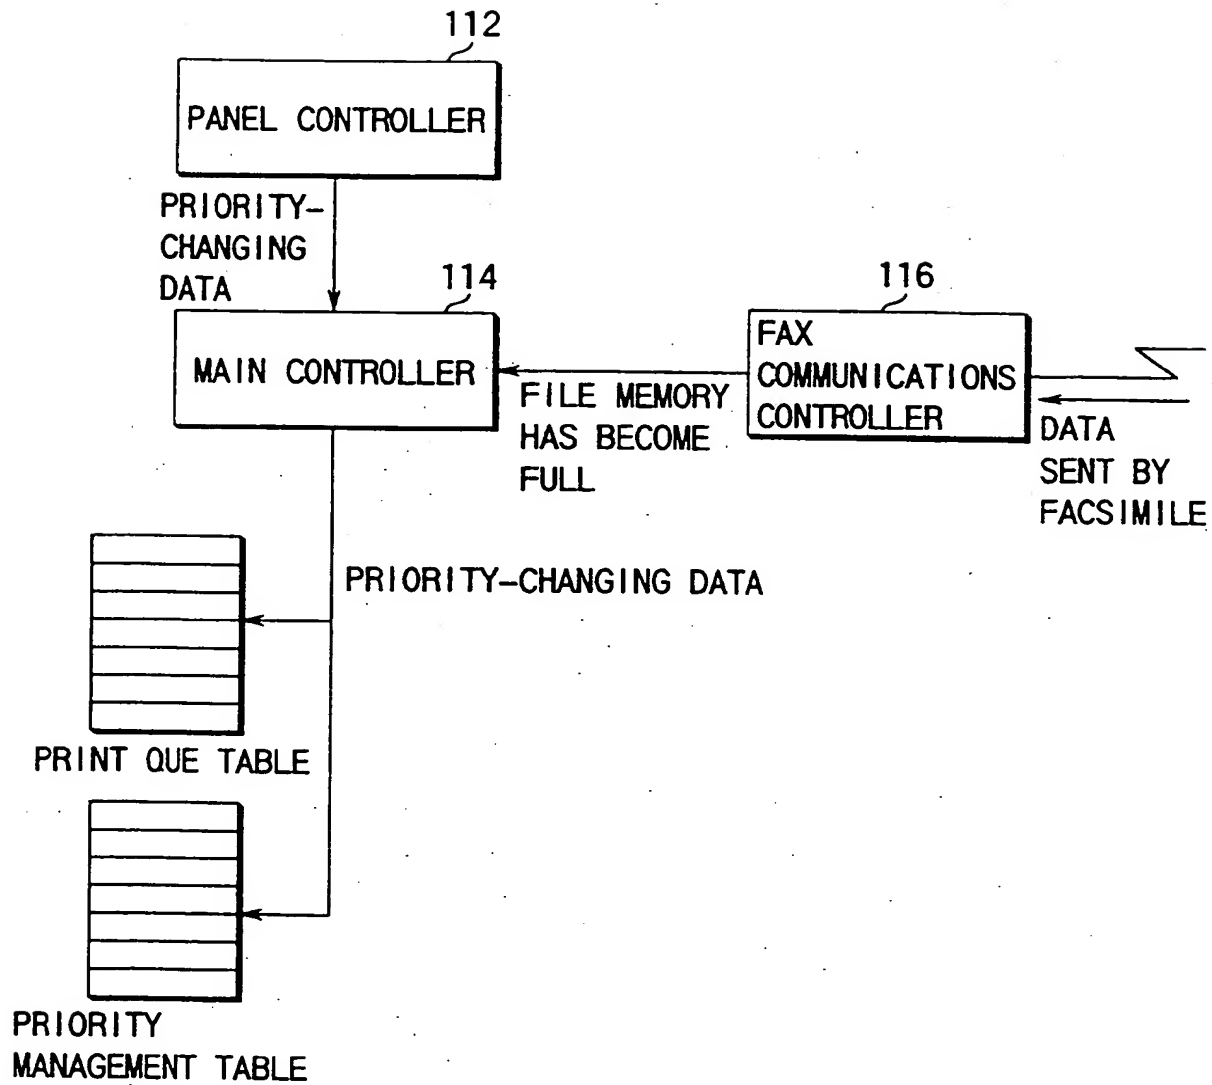 112
PANEL CONTROLLER
PRIORITY-
CHANGING
DATA
114
MAIN CONTROLLER
116
FAX
COMMUNICATIONS
CONTROLLER
FILE MEMORY
HAS BECOME
FULL
DATA
SENT BY
FACSIMILE
PRIORITY-CHANGING DATA
PRINT QUE TABLE
PRIORITY
MANAGEMENT TABLE